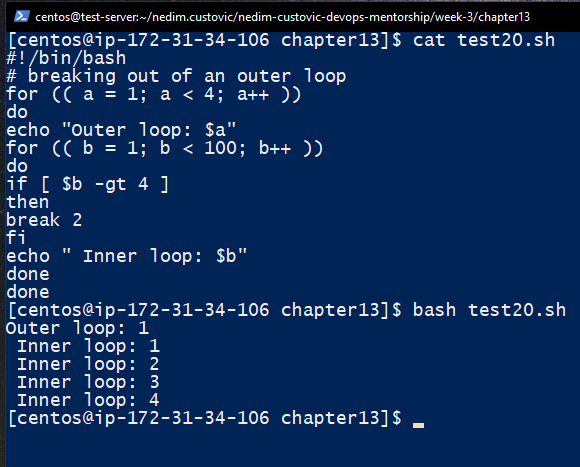 centos@test-server:~/nedim.custovic/nedim-custovic-devops-mentorship/week-3/chapter13
[centos@ip-172-31-34-106 chapter13]$ cat test20.sh
#!/bin/bash
# breaking out of an outer loop
for (( a = 1; a < 4; a++ ))
do
echo "Outer loop: $a"
for (( b = 1; b < 100; b++ ))
do
if [ $b -gt 4 ]
then
break 2
fi
echo " Inner loop: $b"
done
done
[centos@ip-172-31-34-106 chapter13]$ bash test20.sh
Outer loop: 1
 Inner loop: 1
 Inner loop: 2
 Inner loop: 3
 Inner loop: 4
[centos@ip-172-31-34-106 chapter13]$